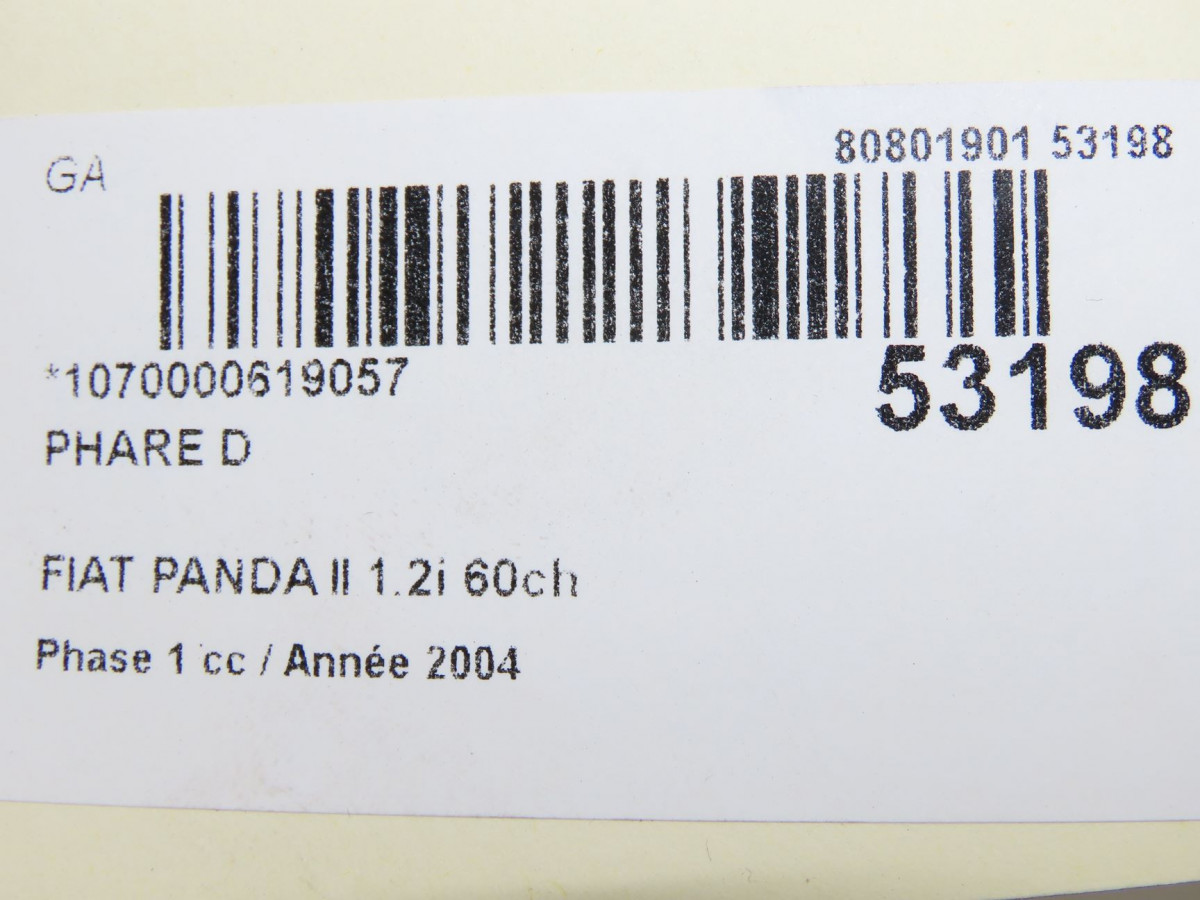 GA
80801901 53198
*1070000619057
53198
PHARE D
FIAT PANDA II 1.2i 60ch
Phase 1 cc / Année 2004